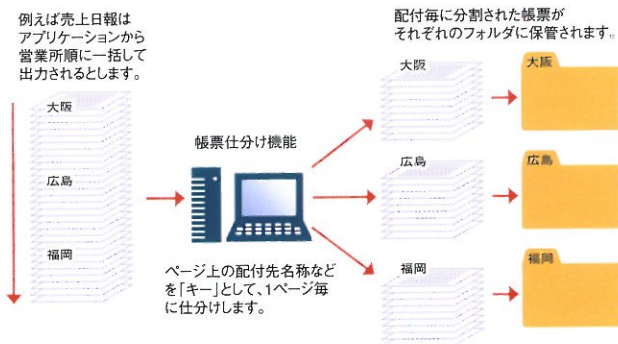 例えば売上日報は
アプリケーションから
営業所順に一括して
出力されるとします。
大阪
広島
福岡
帳票仕分け機能
ページ上の配付先名称など
を「キー」として、1ページ毎
に仕分けします。
配付毎に分割された帳票が
それぞれのフォルダに保管されます。
大阪
大阪
広島
広島
福岡
福岡